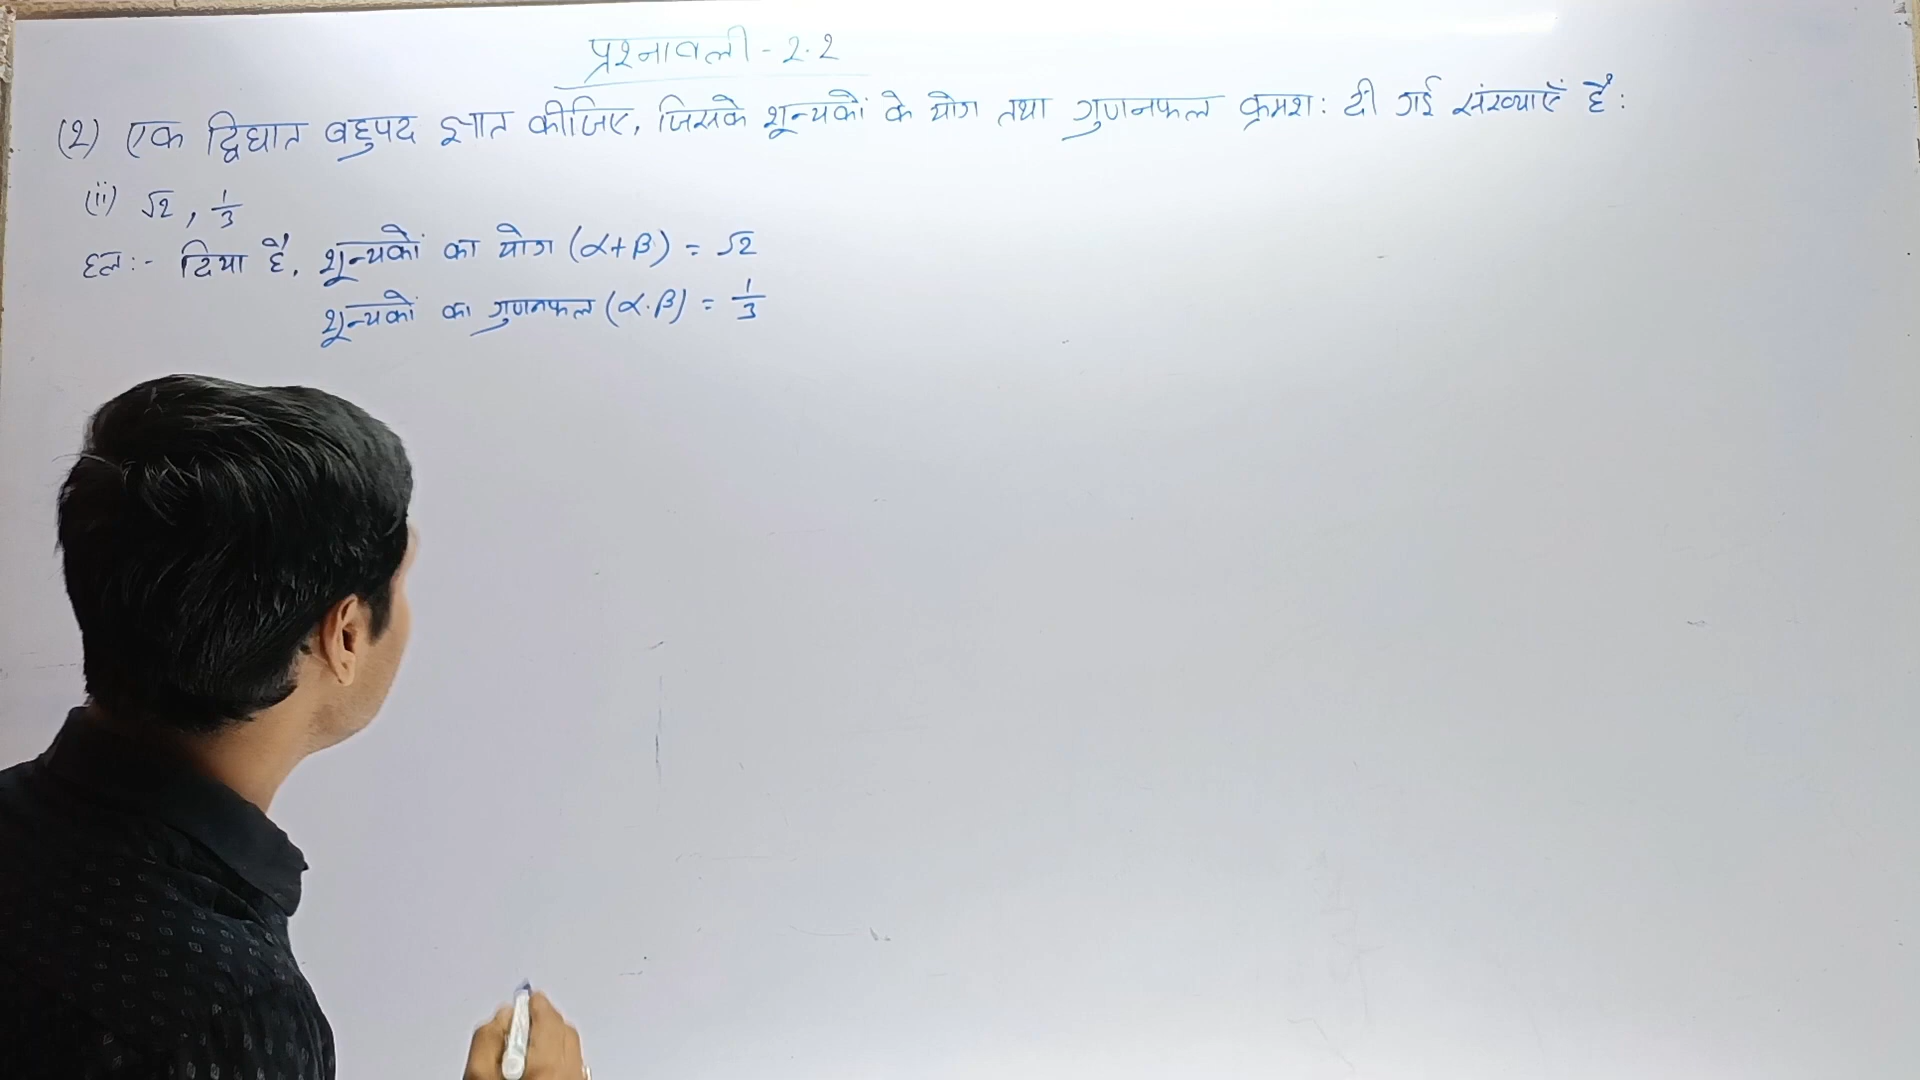 प्रश्नावली - 2.2
(2) एक द्विघात बहुपद ज्ञात कीजिए, जिसके शून्यकों के योग तथा गुणनफल क्रमश: दी गई संख्याएँ हैं:
(ii) √2, 1/3
हल:- दिया है, शून्यकों का योग (α+β) = √2
शून्यकों का गुणनफल (α.β) = 1/3